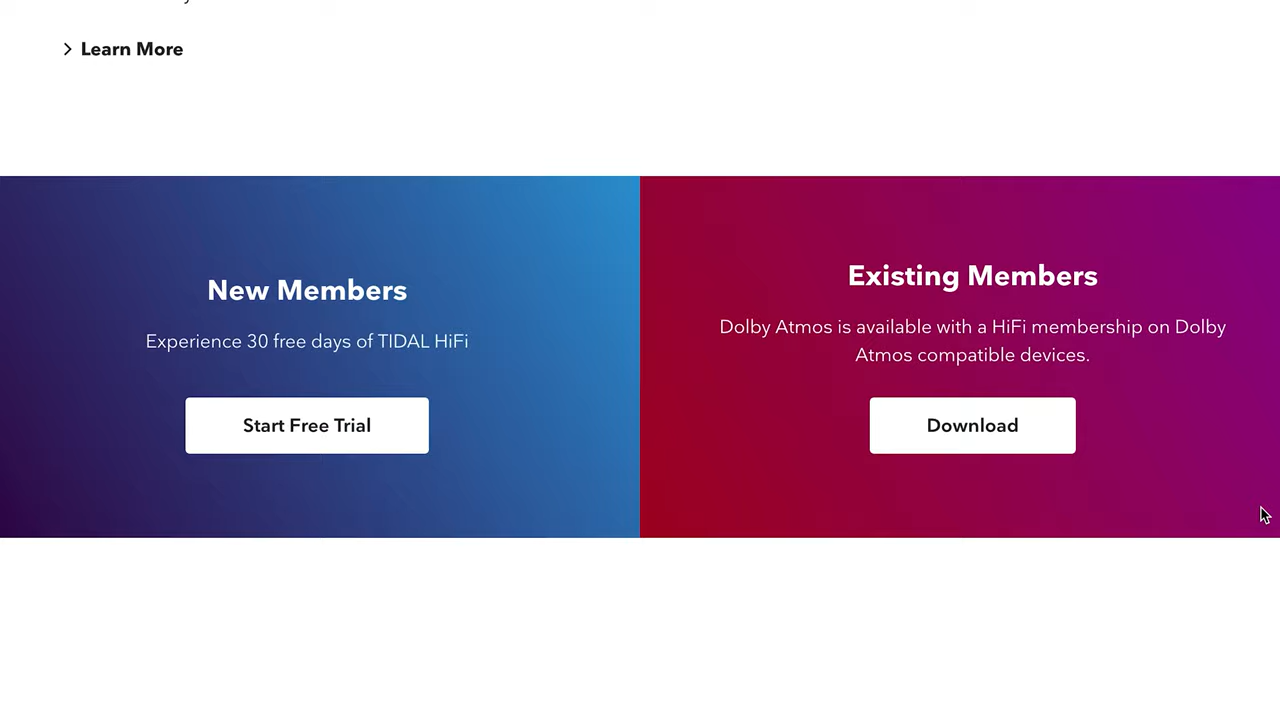 Learn More
New Members
Experience 30 free days of TIDAL HiFi
Start Free Trial
Existing Members
Dolby Atmos is available with a HiFi membership on Dolby
Atmos compatible devices.
Download